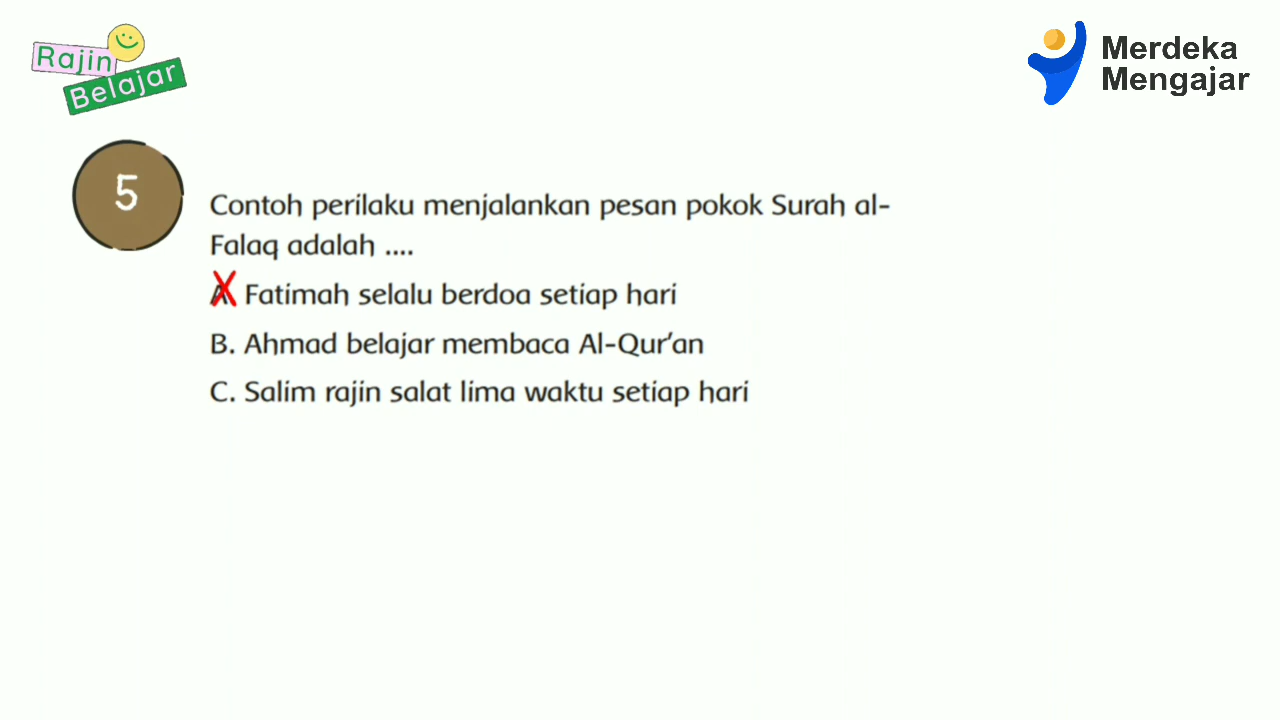 Rajin
Belajar
Merdeka
Mengajar
5
Contoh perilaku menjalankan pesan pokok Surah al-
Falaq adalah ....
A. Fatimah selalu berdoa setiap hari
B. Ahmad belajar membaca Al-Qur’an
C. Salim rajin salat lima waktu setiap hari